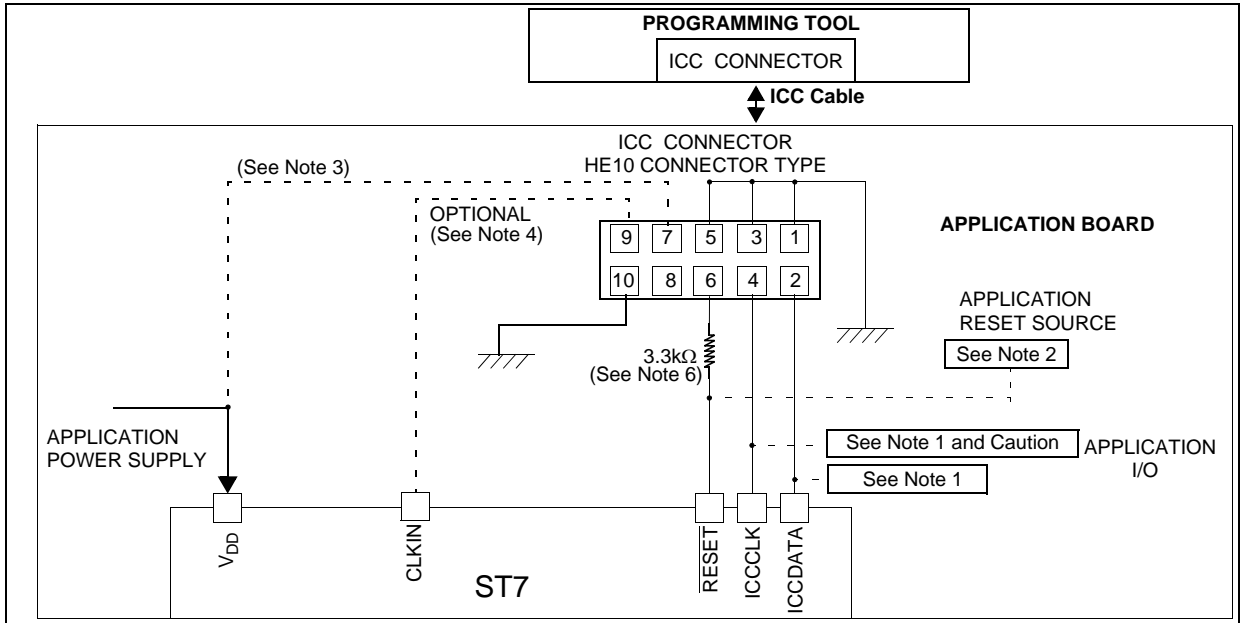 PROGRAMMING TOOL
ICC CONNECTOR
ICC Cable
ICC CONNECTOR
HE10 CONNECTOR TYPE
(See Note 3)
OPTIONAL
(See Note 4)
APPLICATION BOARD
9 7 5 3 1
10 8 6 4 2
APPLICATION
RESET SOURCE
See Note 2
3.3kΩ
(See Note 6)
APPLICATION
POWER SUPPLY
See Note 1 and Caution
See Note 1
APPLICATION
I/O
VDD
CLKIN
RESET
ICCCLK
ICCDATA
ST7